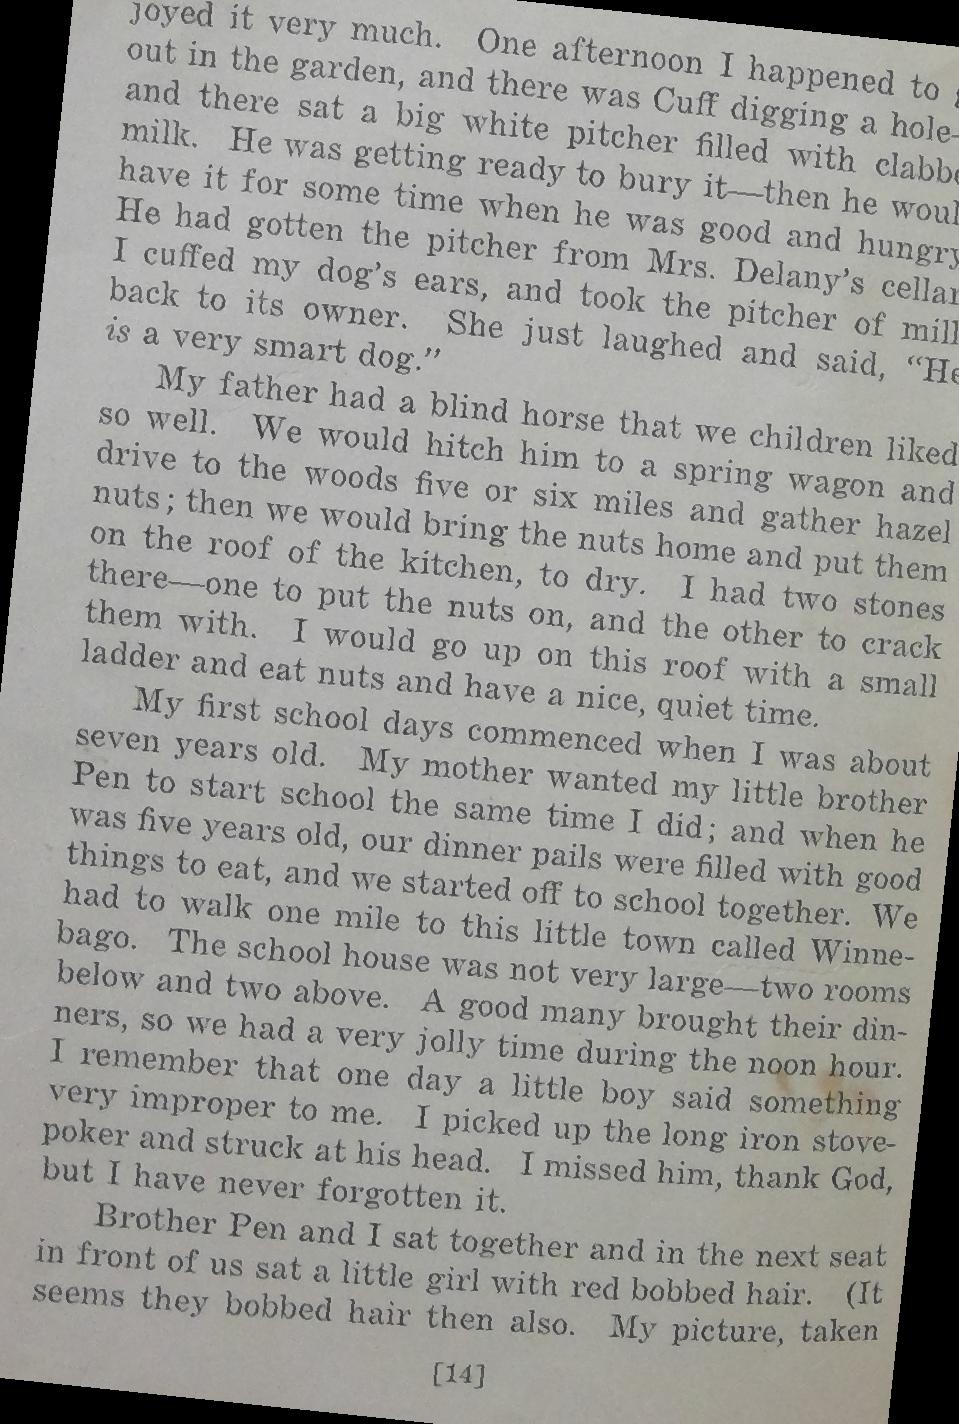 joyed it very much. One afternoon I happened to
out in the garden, and there was Cuff digging a hole—
and there sat a big white pitcher filled with clabbe
milk. He was getting ready to bury it—then he woul
have it for some time when he was good and hungry
He had gotten the pitcher from Mrs. Delany's cellar
I cuffed my dog's ears, and took the pitcher of mil
back to its owner. She just laughed and said, "He
is a very smart dog."
My father had a blind horse that we children liked
so well. We would hitch him to a spring wagon and
drive to the woods five or six miles and gather hazel
nuts; then we would bring the nuts home and put them
on the roof of the kitchen, to dry. I had two stones
there—one to put the nuts on, and the other to crack
them with. I would go up on this roof with a small
ladder and eat nuts and have a nice, quiet time.
My first school days commenced when I was about
seven years old. My mother wanted my little brother
Pen to start school the same time I did; and when he
was five years old, our dinner pails were filled with good
things to eat, and we started off to school together. We
had to walk one mile to this little town called Winne-
bago. The school house was not very large—two rooms
below and two above. A good many brought their din-
ners, so we had a very jolly time during the noon hour.
I remember that one day a little boy said something
very improper to me. I picked up the long iron stove-
poker and struck at his head. I missed him, thank God,
but I have never forgotten it.
Brother Pen and I sat together and in the next seat
in front of us sat a little girl with red bobbed hair. (It
seems they bobbed hair then also. My picture, taken
[14]